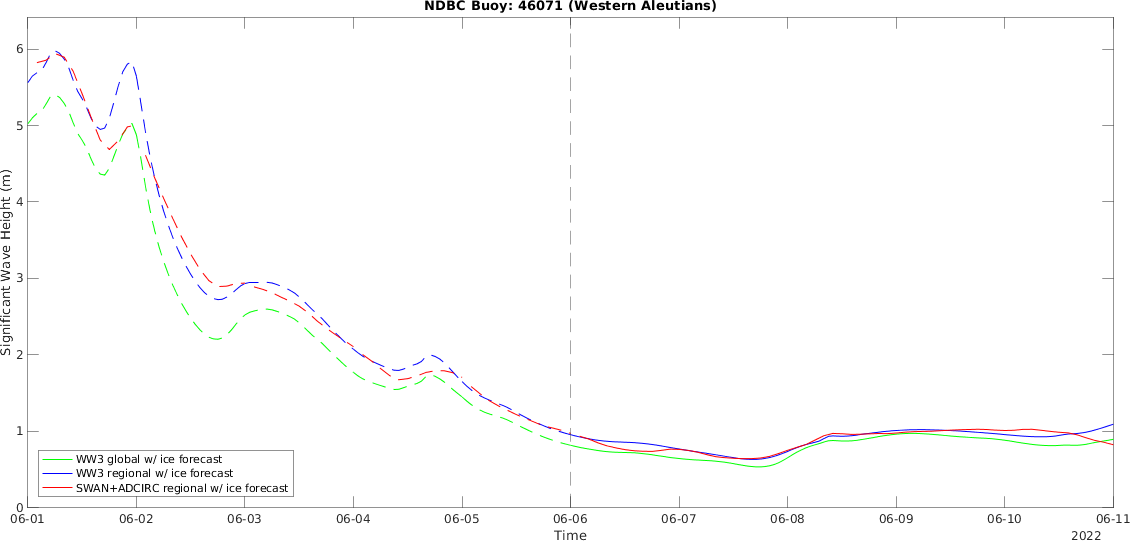 NDBC Buoy: 46071 (Western Aleutians)
6
5
4
3
2
1
0
Significant Wave Height (m)
WW3 global w/ ice forecast
WW3 regional w/ ice forecast
SWAN+ADCIRC regional w/ ice forecast
06-01 06-02 06-03 06-04 06-05 06-06 06-07 06-08 06-09 06-10 06-11
Time
2022